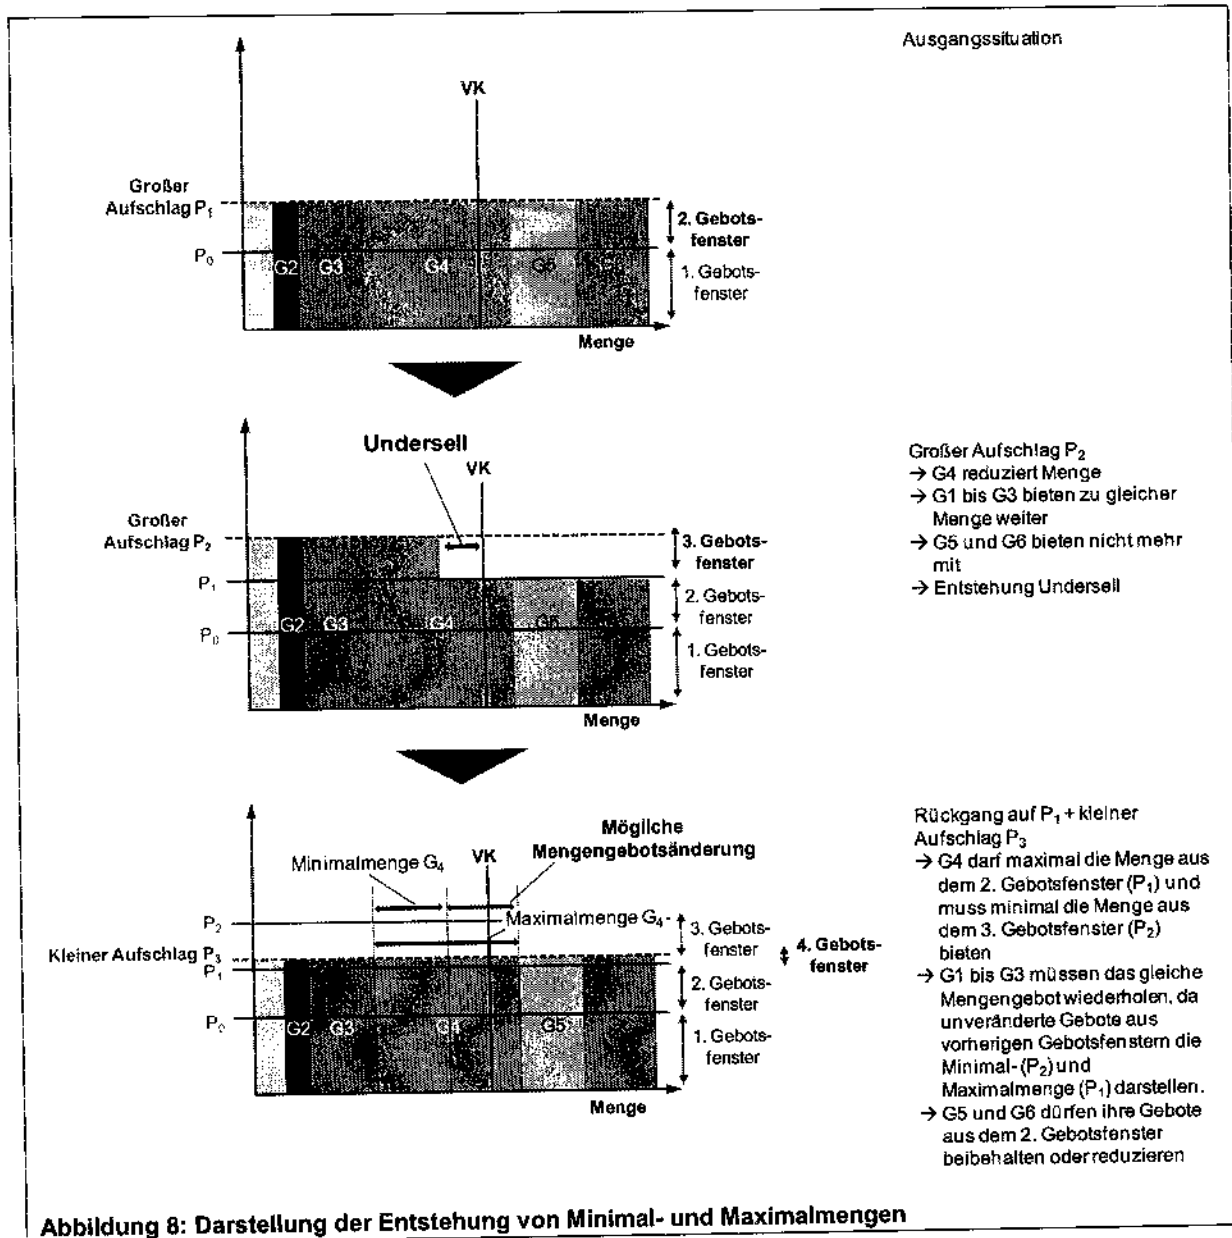 Ausgangssituation
VK
Großer
Aufschlag P₁
P₀
G2
G3
G4
G5
2. Gebots-
fenster
1. Gebots-
fenster
Menge
Undersell
VK
Großer
Aufschlag P₂
P₁
P₀
G2
G3
G4
G5
3. Gebots-
fenster
2. Gebots-
fenster
1. Gebots-
fenster
Menge
Großer Aufschlag P₂
→ G4 reduziert Menge
→ G1 bis G3 bieten zu gleicher
Menge weiter
→ G5 und G6 bieten nicht mehr
mit
→ Entstehung Undersell
Mögliche
Mengengebotsänderung
VK
Minimalmenge G₄
Maximalmenge G₄
P₂
Kleiner Aufschlag P₃
P₁
P₀
G2
G3
G4
G5
3. Gebots-
fenster
4. Gebots-
fenster
2. Gebots-
fenster
1. Gebots-
fenster
Menge
Rückgang auf P₁ + kleiner
Aufschlag P₃
→ G4 darf maximal die Menge aus
dem 2. Gebotsfenster (P₁) und
muss minimal die Menge aus
dem 3. Gebotsfenster (P₂)
bieten
→ G1 bis G3 müssen das gleiche
Mengengebot wiederholen, da
unveränderte Gebote aus
vorherigen Gebotsfenstern die
Minimal- (P₂) und
Maximalmenge (P₁) darstellen.
→ G5 und G6 dürfen ihre Gebote
aus dem 2. Gebotsfenster
beibehalten oder reduzieren
Abbildung 8: Darstellung der Entstehung von Minimal- und Maximalmengen